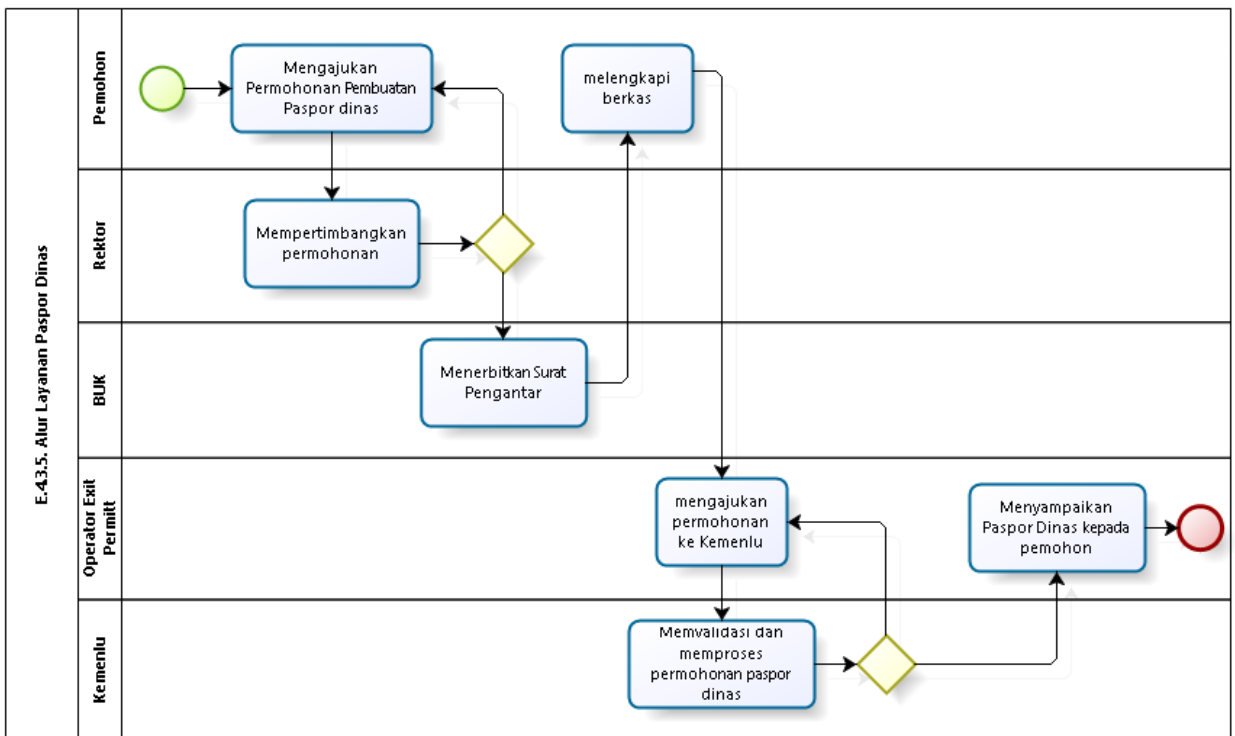 E.4.3.5. Alur Layanan Paspor Dinas
Pemohon
Mengajukan
Permohonan Pembuatan
Paspor dinas
melengkapi
berkas
Rektor
Mempertimbangkan
permohonan
BUK
Menerbitkan Surat
Pengantar
Operator Exit
Permitt
mengajukan
permohonan
ke Kemenlu
Menyampaikan
Paspor Dinas kepada
pemohon
Kemenlu
Memvalidasi dan
memproses
permohonan paspor
dinas